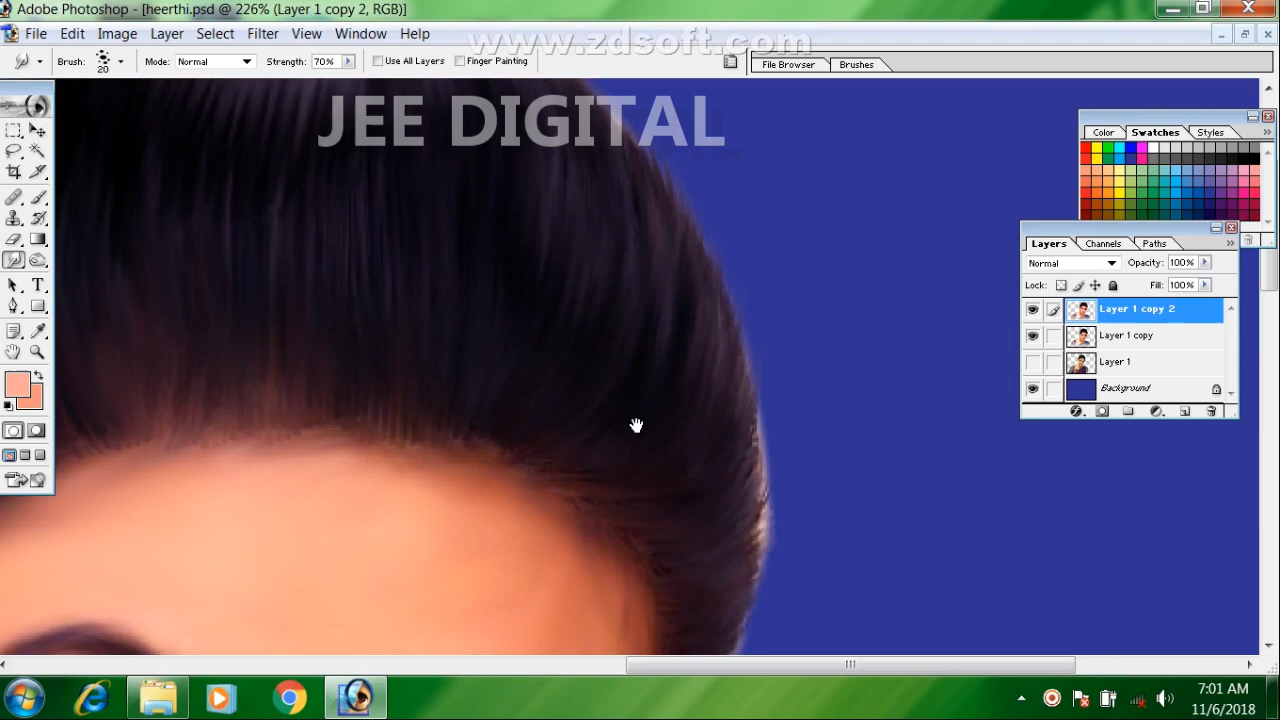 Adobe Photoshop - [heerthi.psd @ 226% (Layer 1 copy 2, RGB)]
File Edit Image Layer Select Filter View Window Help
www.zdsoft.com
Brush: 20 Mode: Normal Strength: 70% Use All Layers Finger Painting File Browser Brushes
JEE DIGITAL
Color Swatches Styles
Layers Channels Paths
Normal Opacity: 100%
Lock: Fill: 100%
Layer 1 copy 2
Layer 1 copy
Layer 1
Background
7:01 AM
11/6/2018